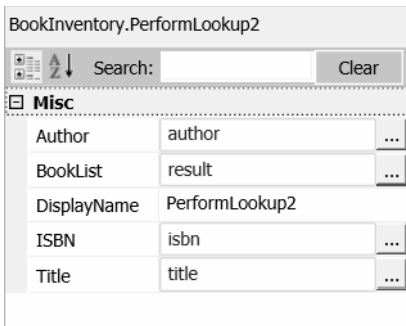 BookInventory.PerformLookup2
A Z Search: Clear
Misc
Author author ...
BookList result ...
DisplayName PerformLookup2
ISBN isbn ...
Title title ...